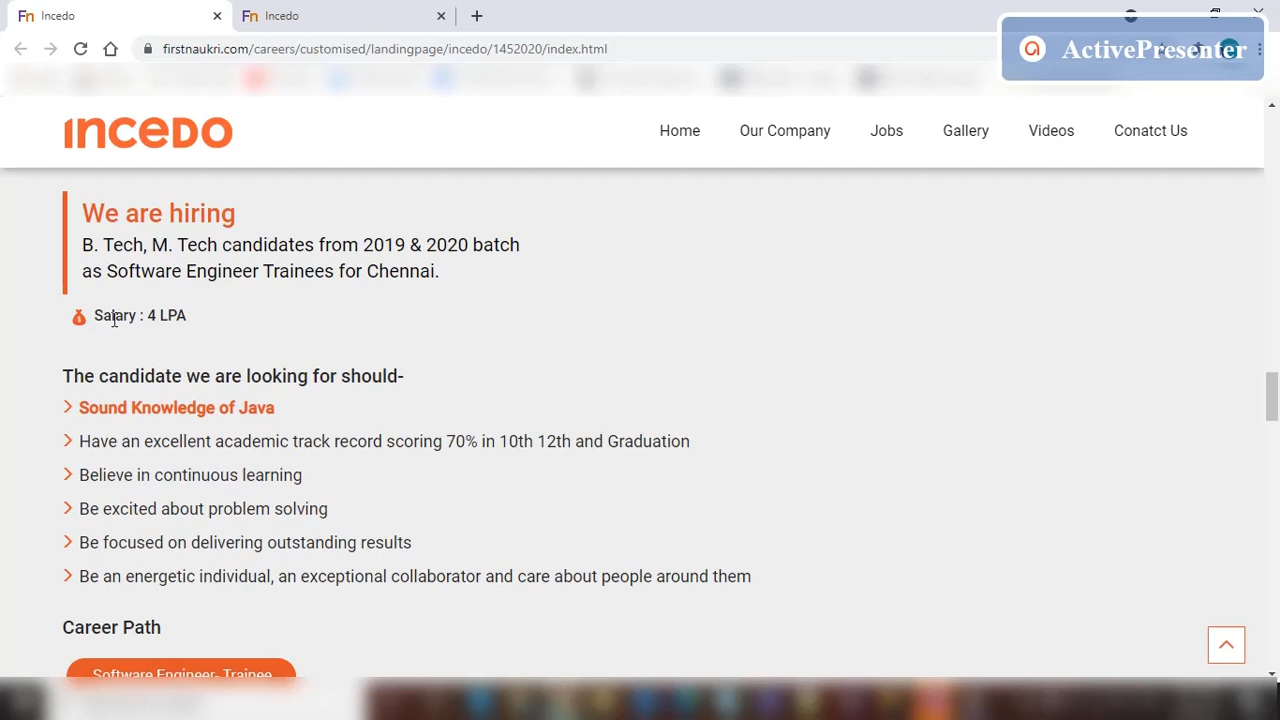 Incedo
Incedo
firstnaukri.com/careers/customised/landingpage/incedo/1452020/index.html
ActivePresenter
INCEDO
Home
Our Company
Jobs
Gallery
Videos
Conatct Us
We are hiring
B. Tech, M. Tech candidates from 2019 & 2020 batch
as Software Engineer Trainees for Chennai.
Salary : 4 LPA
The candidate we are looking for should-
Sound Knowledge of Java
Have an excellent academic track record scoring 70% in 10th 12th and Graduation
Believe in continuous learning
Be excited about problem solving
Be focused on delivering outstanding results
Be an energetic individual, an exceptional collaborator and care about people around them
Career Path
Software Engineer- Trainee